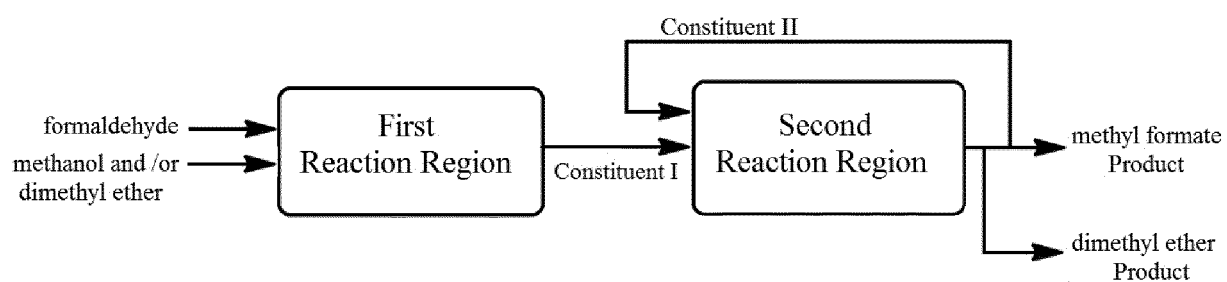 Constituent II
formaldehyde
methanol and /or
dimethyl ether
First
Reaction Region
Constituent I
Second
Reaction Region
methyl formate
Product
dimethyl ether
Product